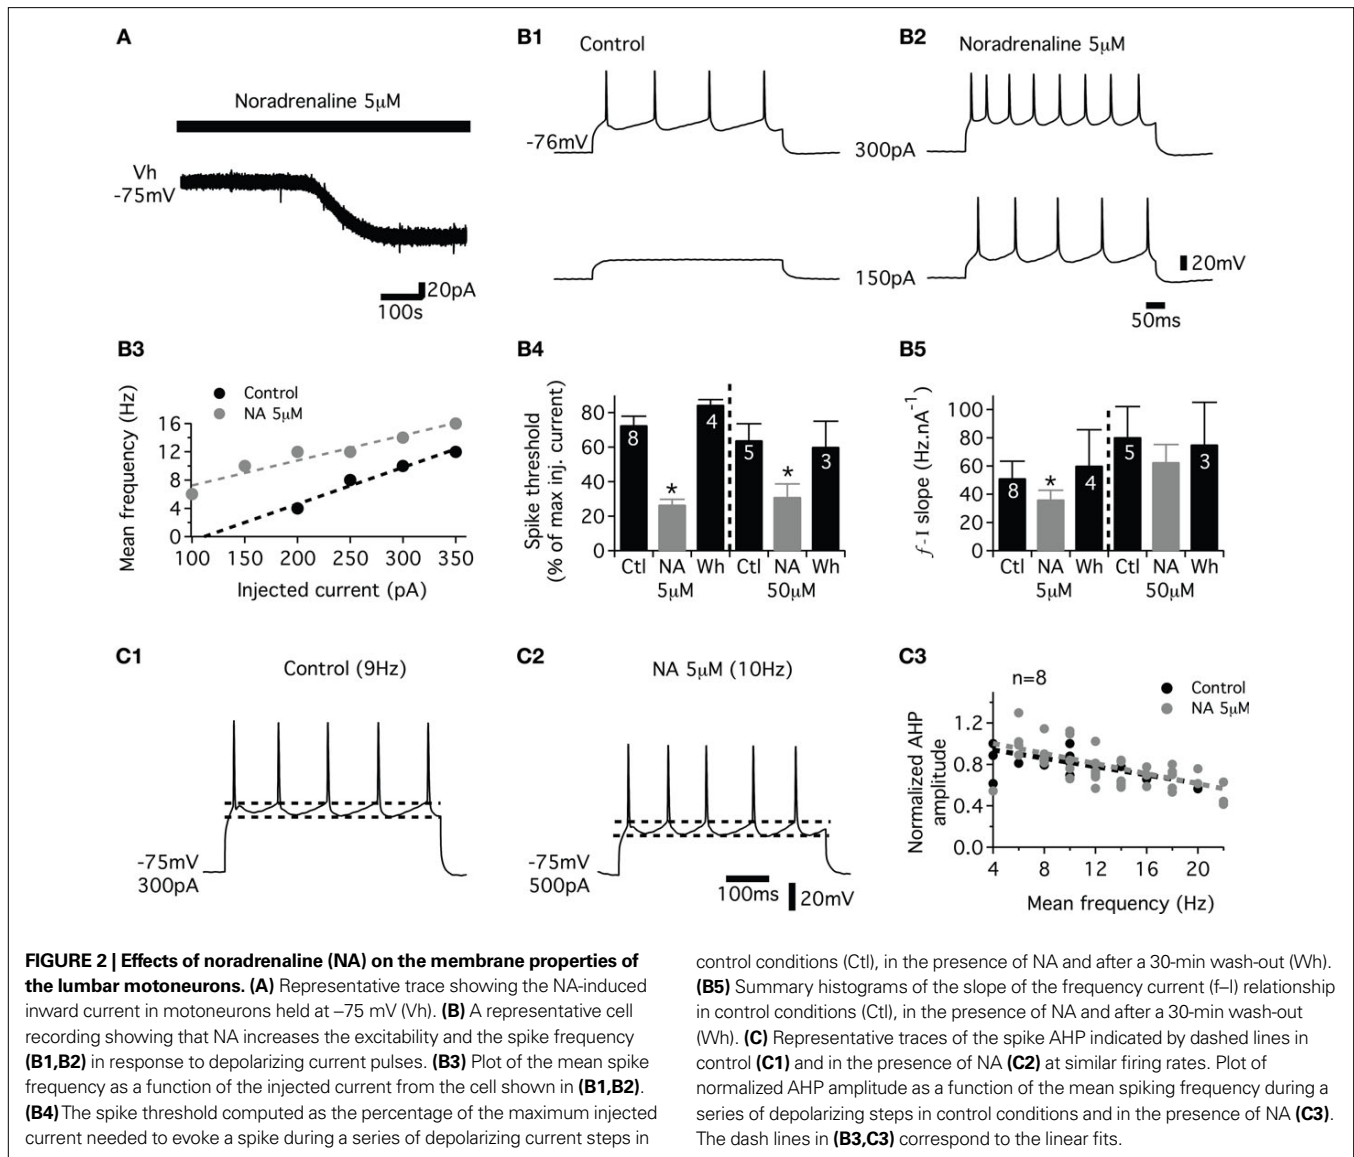 A
Noradrenaline 5µM
Vh
-75mV
20pA
100s
B1
Control
-76mV
B2
Noradrenaline 5µM
300pA
150pA
20mV
50ms
B3
Control
NA 5µM
Mean frequency (Hz)
16
12
8
4
0
100 150 200 250 300 350
Injected current (pA)
B4
Spike threshold
(% of max inj. current)
80
60
40
20
0
8 * 4 5 * 3
Ctl NA Wh Ctl NA Wh
5µM 50µM
B5
f-I slope (Hz.nA⁻¹)
100
80
60
40
20
0
8 * 4 5 3
Ctl NA Wh Ctl NA Wh
5µM 50µM
C1
Control (9Hz)
-75mV
300pA
C2
NA 5µM (10Hz)
-75mV
500pA
100ms
20mV
C3
n=8
Control
NA 5µM
Normalized AHP
amplitude
1.2
0.8
0.4
0.0
4 8 12 16 20
Mean frequency (Hz)
FIGURE 2 | Effects of noradrenaline (NA) on the membrane properties of
the lumbar motoneurons. (A) Representative trace showing the NA-induced
inward current in motoneurons held at –75 mV (Vh). (B) A representative cell
recording showing that NA increases the excitability and the spike frequency
(B1,B2) in response to depolarizing current pulses. (B3) Plot of the mean spike
frequency as a function of the injected current from the cell shown in (B1,B2).
(B4) The spike threshold computed as the percentage of the maximum injected
current needed to evoke a spike during a series of depolarizing current steps in
control conditions (Ctl), in the presence of NA and after a 30-min wash-out (Wh).
(B5) Summary histograms of the slope of the frequency current (f–I) relationship
in control conditions (Ctl), in the presence of NA and after a 30-min wash-out
(Wh). (C) Representative traces of the spike AHP indicated by dashed lines in
control (C1) and in the presence of NA (C2) at similar firing rates. Plot of
normalized AHP amplitude as a function of the mean spiking frequency during a
series of depolarizing steps in control conditions and in the presence of NA (C3).
The dash lines in (B3,C3) correspond to the linear fits.